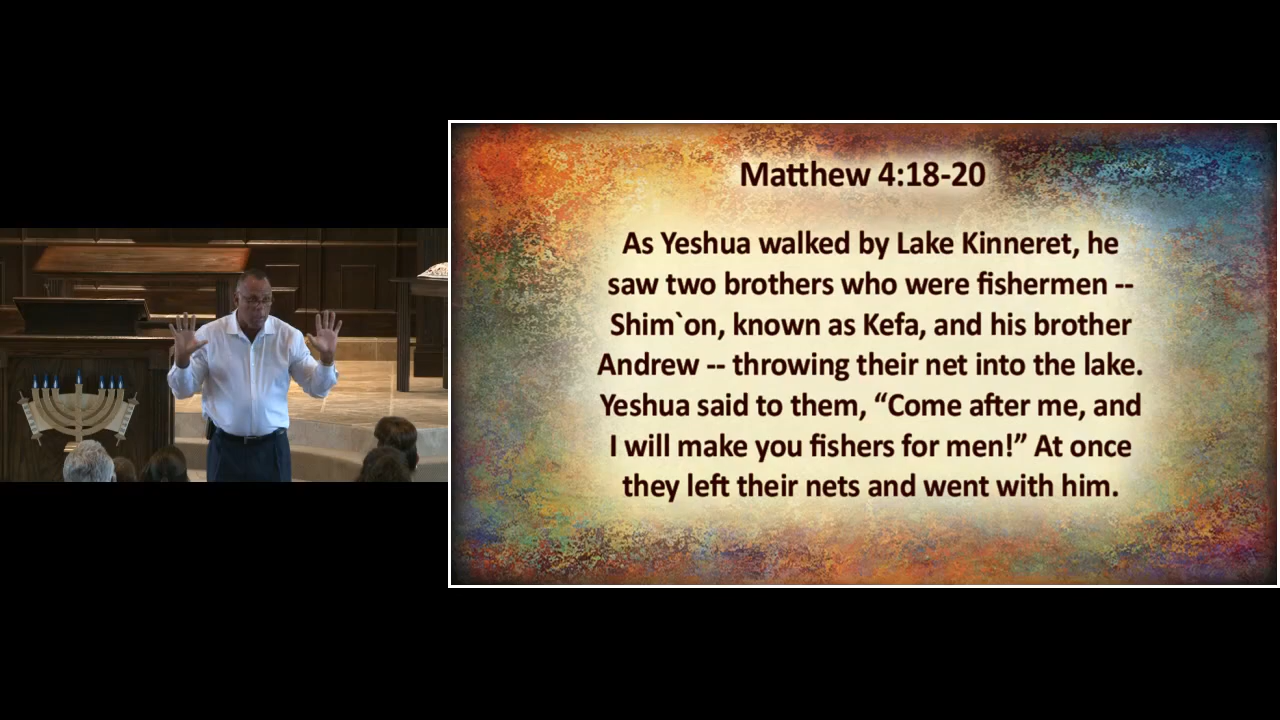 Matthew 4:18-20
As Yeshua walked by Lake Kinneret, he
saw two brothers who were fishermen --
Shim`on, known as Kefa, and his brother
Andrew -- throwing their net into the lake.
Yeshua said to them, “Come after me, and
I will make you fishers for men!” At once
they left their nets and went with him.